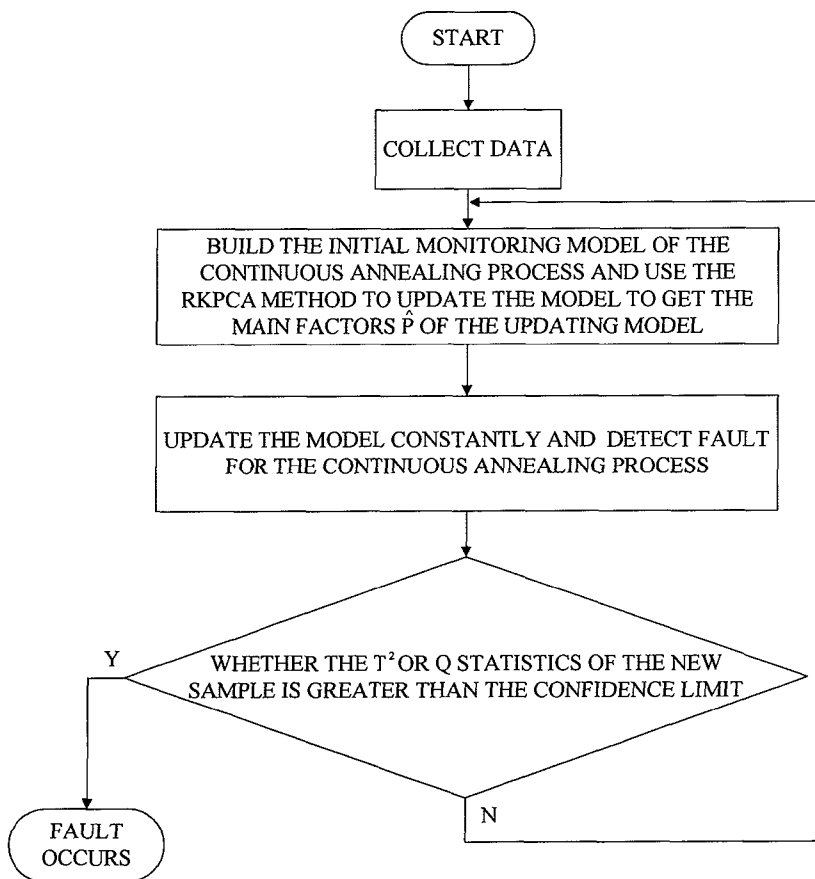 START
COLLECT DATA
BUILD THE INITIAL MONITORING MODEL OF THE
CONTINUOUS ANNEALING PROCESS AND USE THE
RKPCA METHOD TO UPDATE THE MODEL TO GET THE
MAIN FACTORS P̂ OF THE UPDATING MODEL
UPDATE THE MODEL CONSTANTLY AND DETECT FAULT
FOR THE CONTINUOUS ANNEALING PROCESS
Y
WHETHER THE T² OR Q STATISTICS OF THE NEW
SAMPLE IS GREATER THAN THE CONFIDENCE LIMIT
N
FAULT
OCCURS